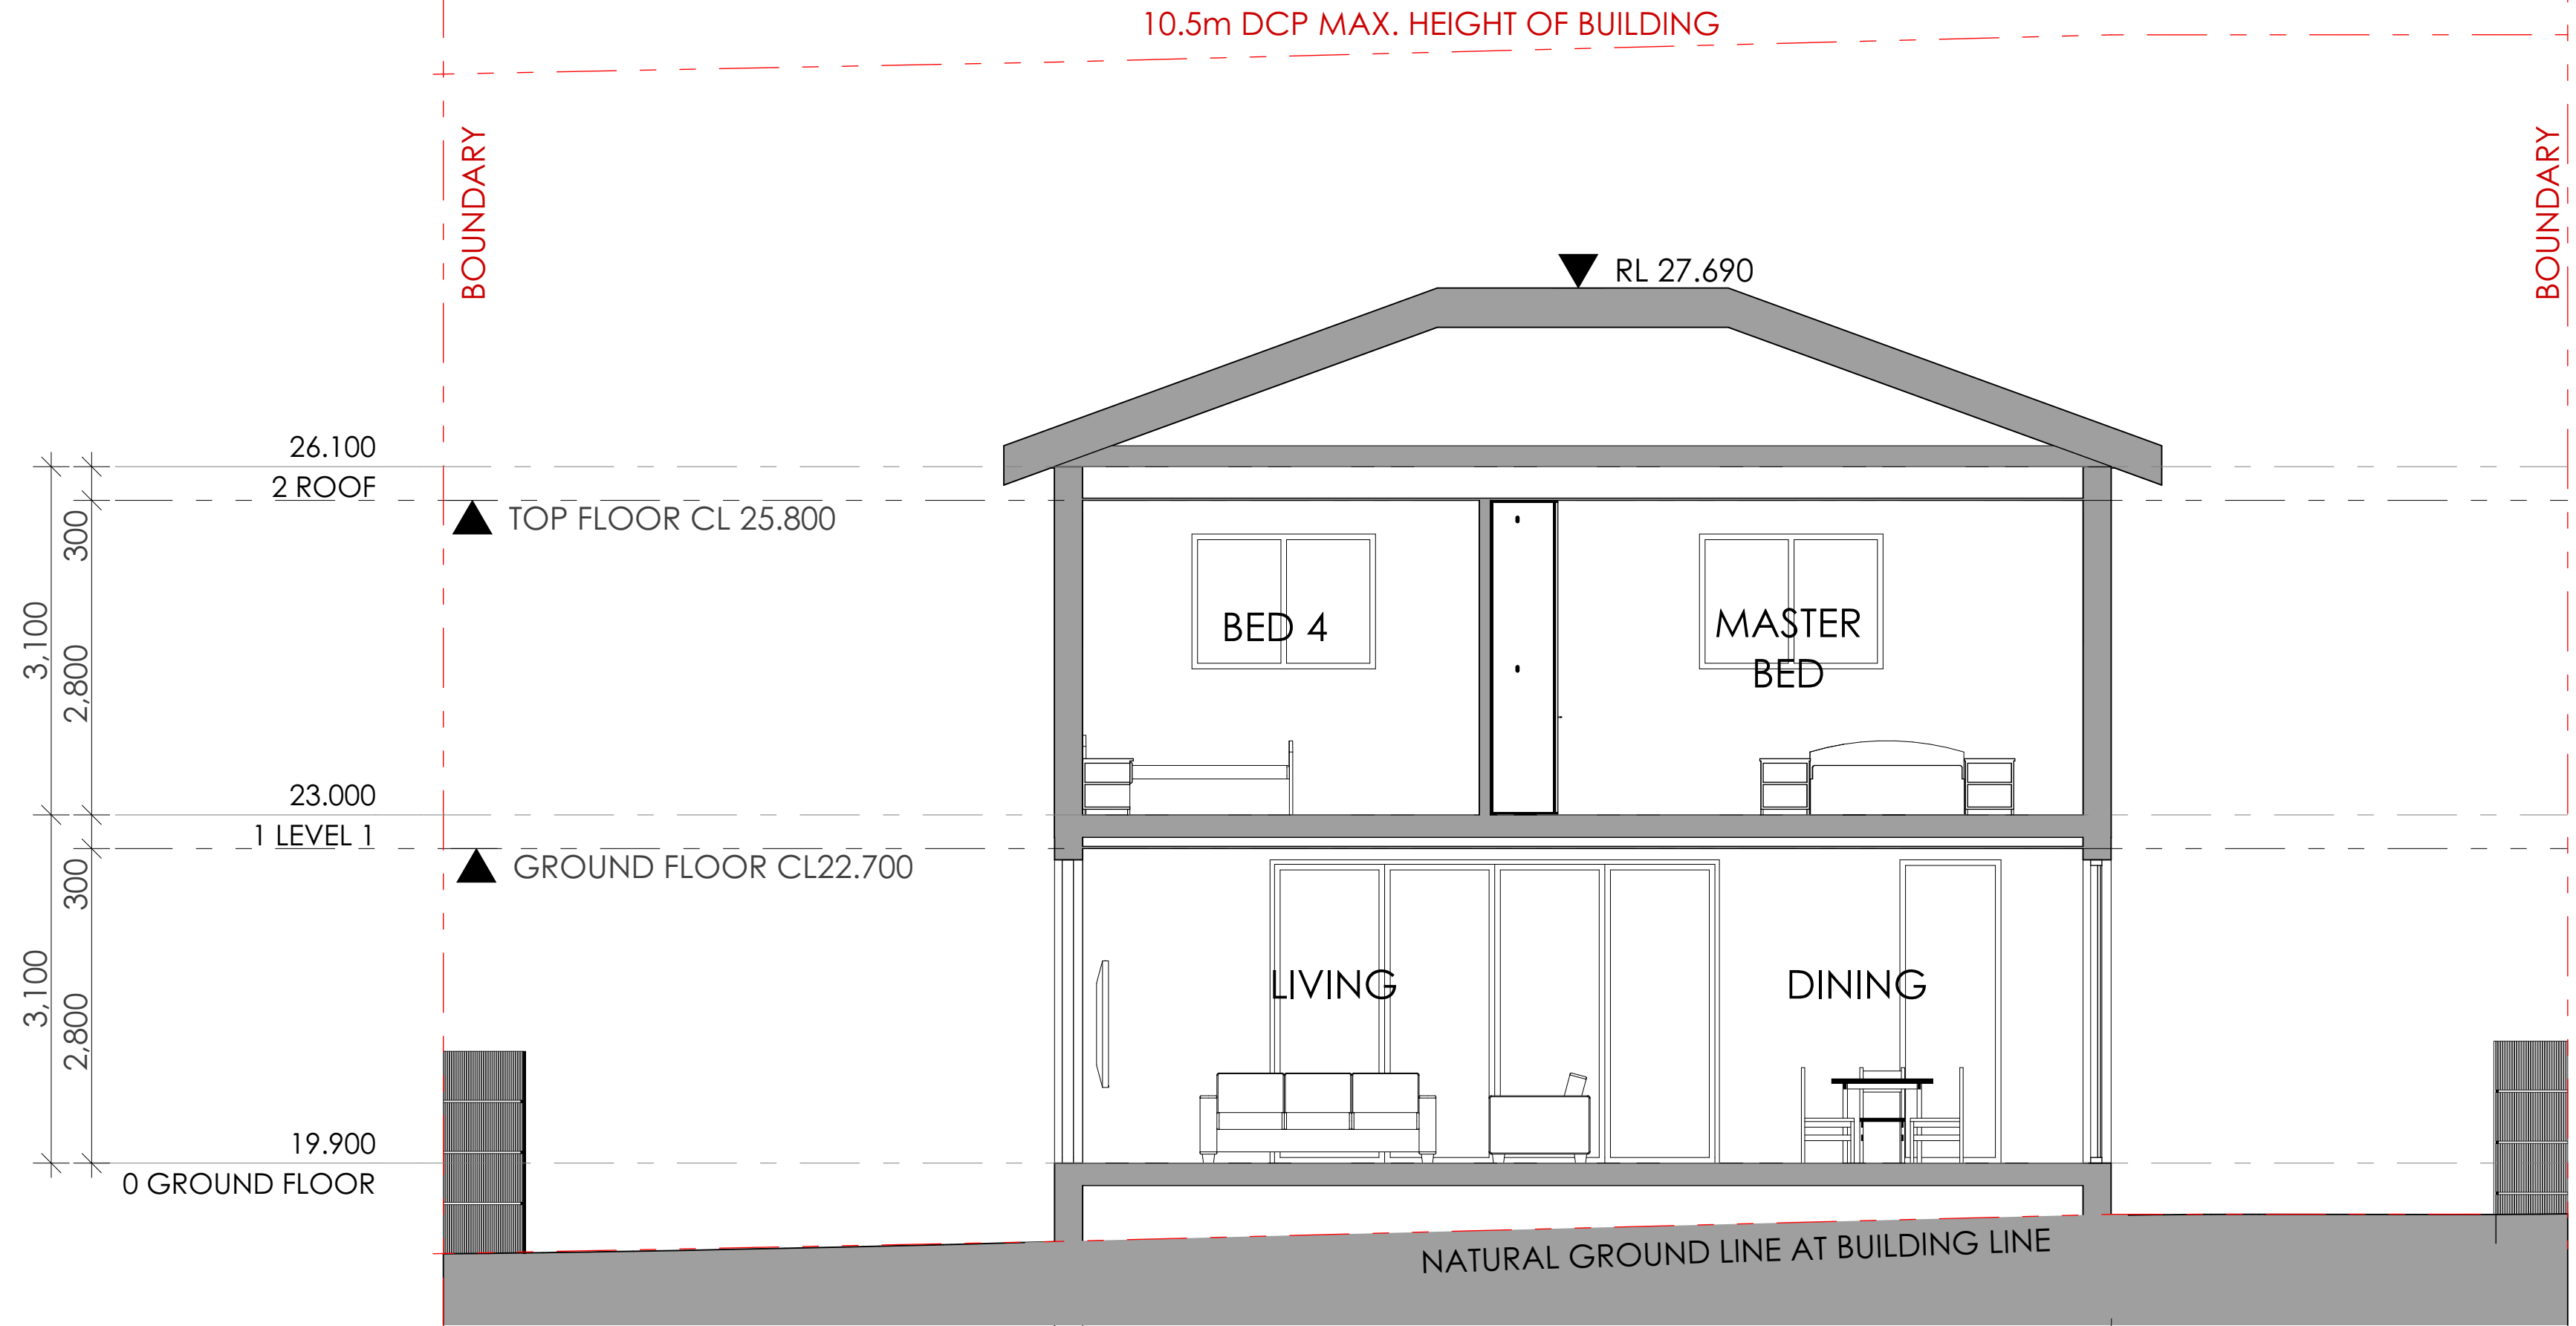 10.5m DCP MAX. HEIGHT OF BUILDING
BOUNDARY
BOUNDARY
RL 27.690
26.100
2 ROOF
TOP FLOOR CL 25.800
300
3,100
2,800
BED 4
MASTER
BED
23.000
1 LEVEL 1
GROUND FLOOR CL22.700
300
3,100
2,800
LIVING
DINING
19.900
0 GROUND FLOOR
NATURAL GROUND LINE AT BUILDING LINE